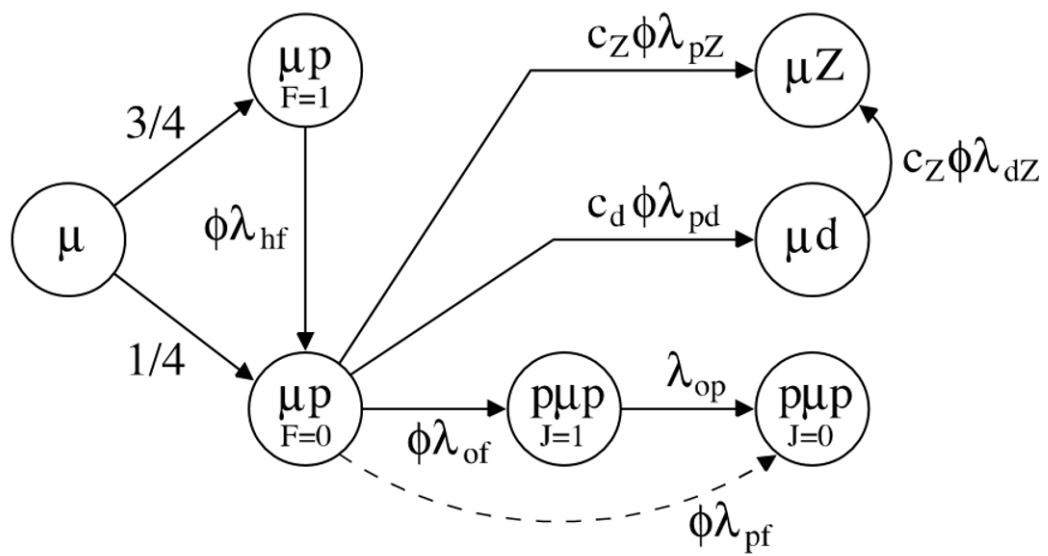 μp
F=1
c_Zϕλ_pZ
μZ
3/4
μ
ϕλ_hf
c_dϕλ_pd
μd
c_Zϕλ_dZ
1/4
μp
F=0
ϕλ_of
pμp
J=1
λ_op
pμp
J=0
ϕλ_pf